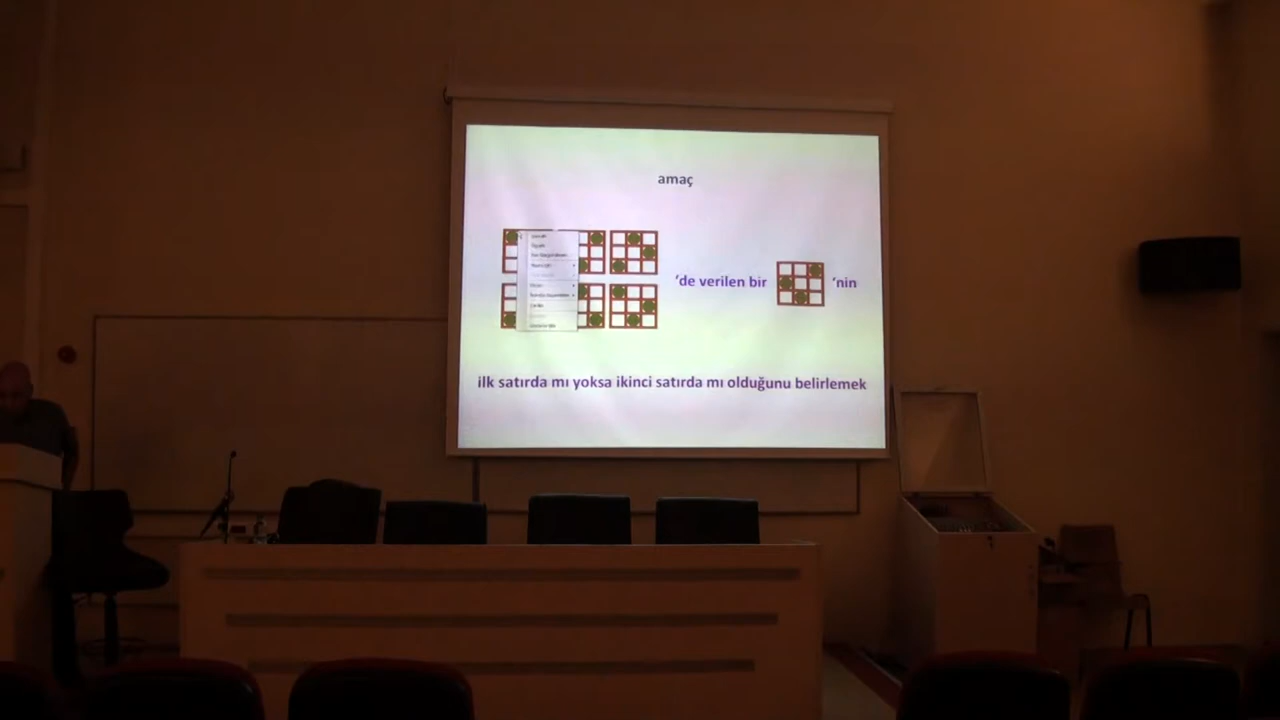 amaç
'de verilen bir
'nin
ilk satırda mı yoksa ikinci satırda mı olduğunu belirlemek